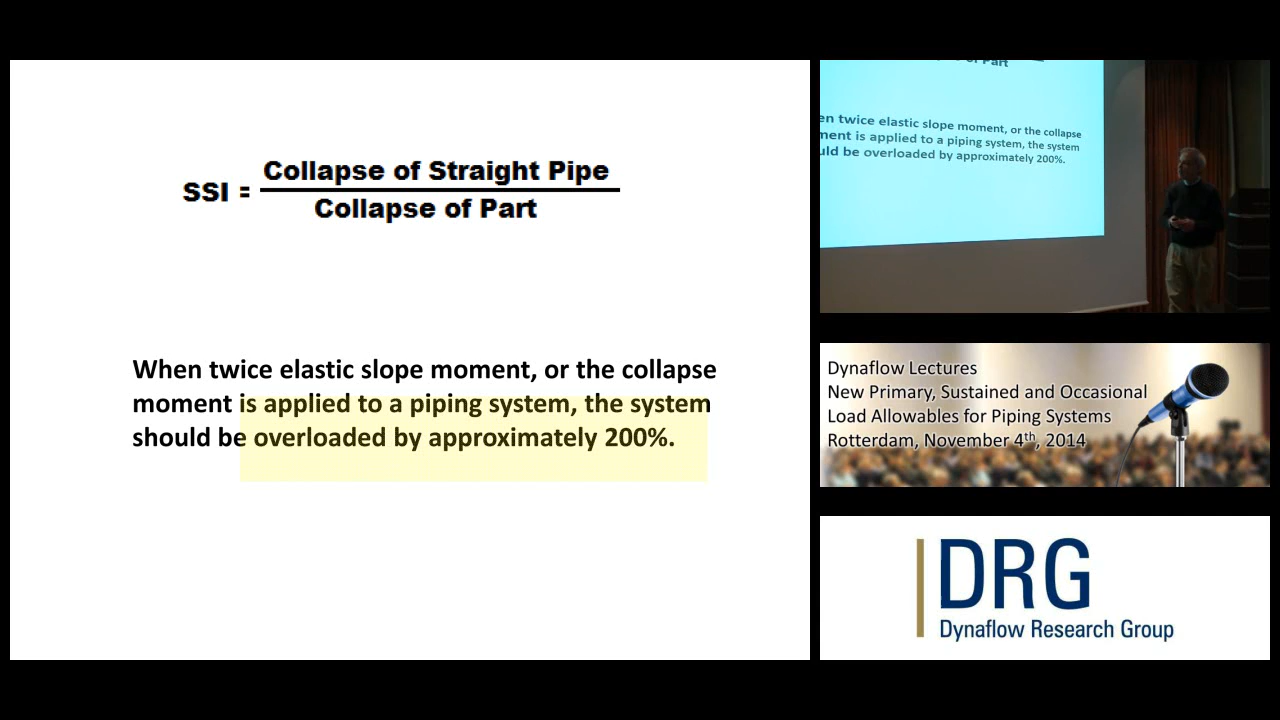 SSI = Collapse of Straight Pipe
Collapse of Part
When twice elastic slope moment, or the collapse
moment is applied to a piping system, the system
should be overloaded by approximately 200%.
of Part
en twice elastic slope moment, or the collapse
ment is applied to a piping system, the system
uld be overloaded by approximately 200%.
Dynaflow Lectures
New Primary, Sustained and Occasional
Load Allowables for Piping Systems
Rotterdam, November 4th, 2014
DRG
Dynaflow Research Group